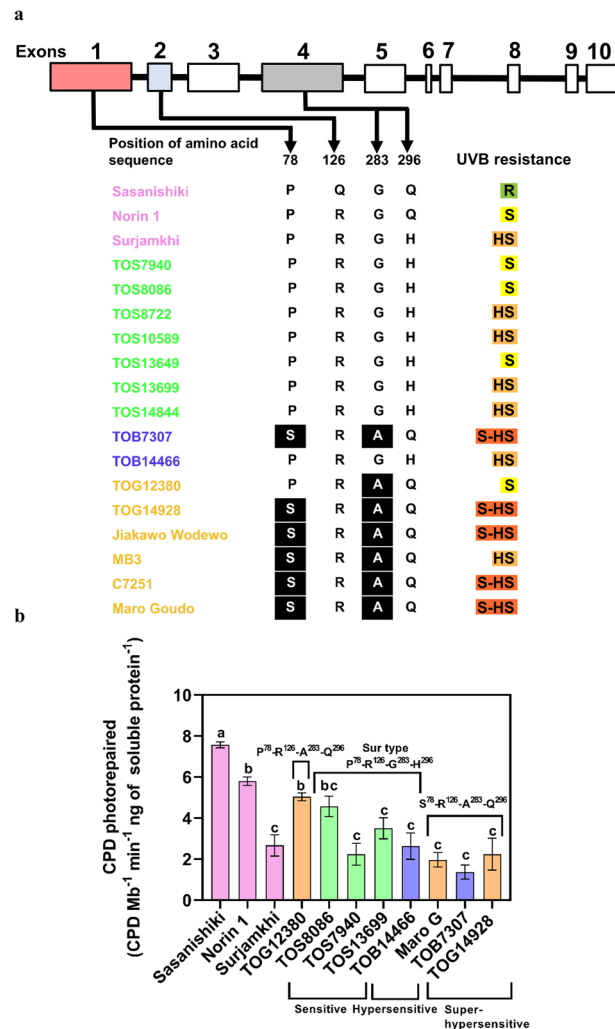 a
Exons 1 2 3 4 5 6 7 8 9 10
Position of amino acid
sequence 78 126 283 296 UVB resistance
Sasanishiki P Q G Q R
Norin 1 P R G Q S
Surjamkhi P R G H HS
TOS7940 P R G H S
TOS8086 P R G H S
TOS8722 P R G H HS
TOS10589 P R G H HS
TOS13649 P R G H S
TOS13699 P R G H HS
TOS14844 P R G H HS
TOB7307 S R A Q S-HS
TOB14466 P R G H HS
TOG12380 P R A Q S
TOG14928 S R A Q S-HS
Jiakawo Wodewo S R A Q S-HS
MB3 S R A Q HS
C7251 S R A Q S-HS
Maro Goudo S R A Q S-HS
b
CPD photorepaired
(CPD Mb⁻¹ min⁻¹ ng of soluble protein⁻¹)
10
8
6
4
2
0
a
b
c
b
bc
c
c
c
c
c
c
P⁷⁸-R¹²⁶-A²⁸³-Q²⁹⁶
Sur type
P⁷⁸-R¹²⁶-G²⁸³-H²⁹⁶
S⁷⁸-R¹²⁶-A²⁸³-Q²⁹⁶
Sasanishiki
Norin 1
Surjamkhi
TOG12380
TOS8086
TOS7940
TOS13699
TOB14466
Maro G
TOB7307
TOG14928
Sensitive Hypersensitive Super-
hypersensitive